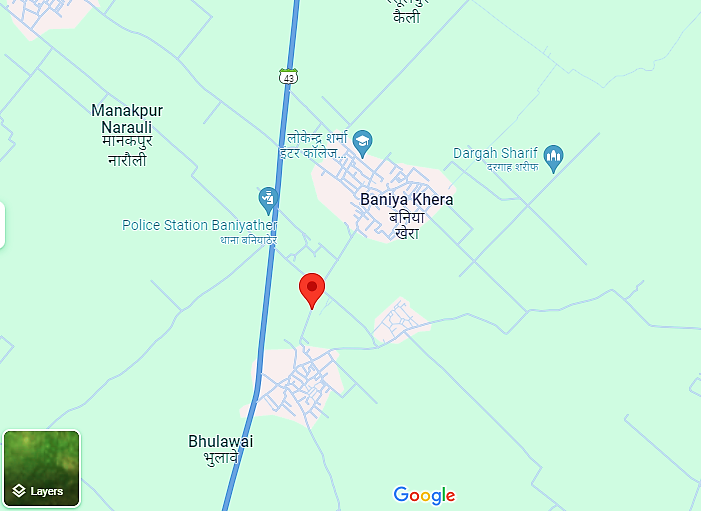 कैली
43
Manakpur
Narauli
मानकपुर
नारौली
लोकेन्द्र शर्मा
इंटर कॉलेज...
Dargah Sharif
दरगाह शरीफ
Baniya Khera
बनिया
खेरा
Police Station Baniyather
थाना बनियाठेर
Bhulawai
भुलावे
Layers
Google